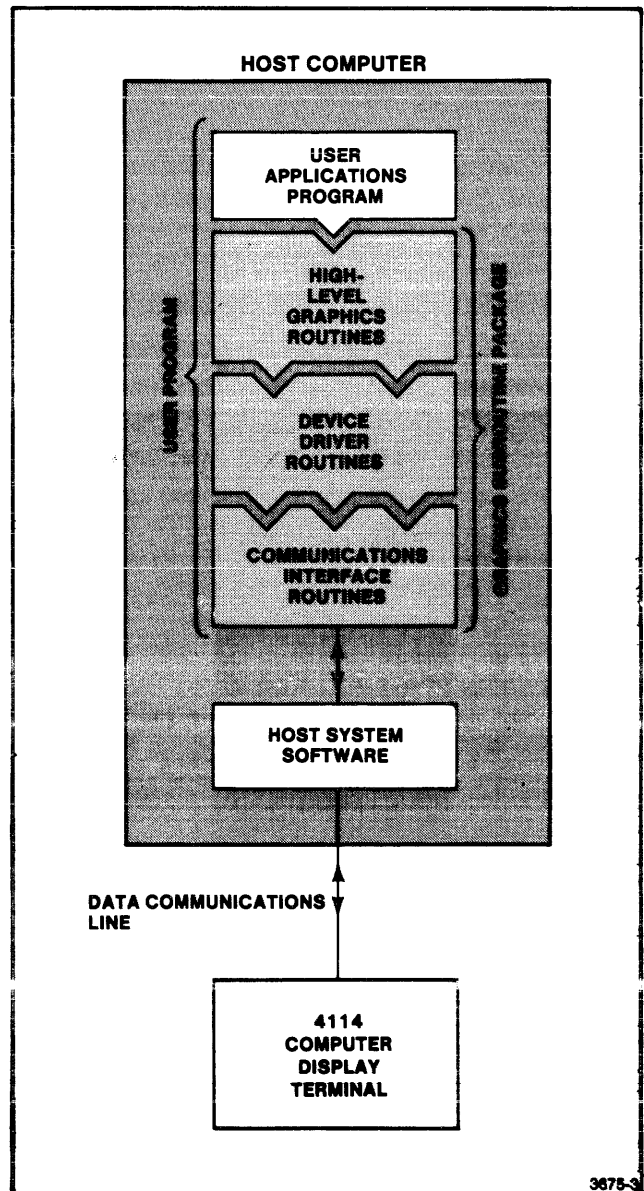 HOST COMPUTER
USER
APPLICATIONS
PROGRAM
HIGH-
LEVEL
GRAPHICS
ROUTINES
USER PROGRAM
GRAPHICS SUBROUTINE PACKAGE
DEVICE
DRIVER
ROUTINES
COMMUNICATIONS
INTERFACE
ROUTINES
HOST SYSTEM
SOFTWARE
DATA COMMUNICATIONS
LINE
4114
COMPUTER
DISPLAY
TERMINAL
3675-3